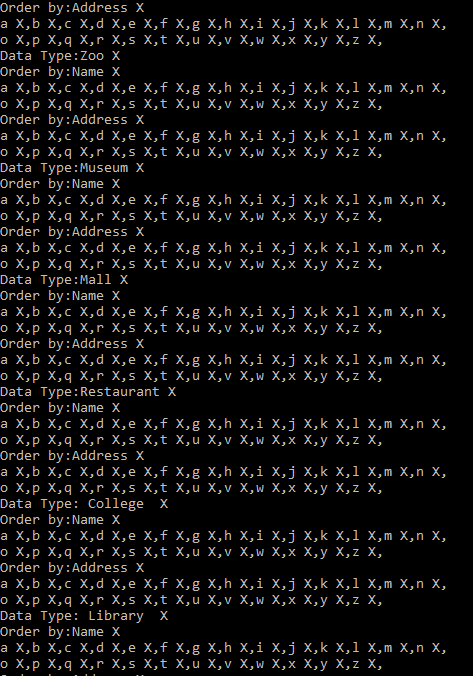 Order by:Address X
a X,b X,c X,d X,e X,f X,g X,h X,i X,j X,k X,l X,m X,n X,
o X,p X,q X,r X,s X,t X,u X,v X,w X,x X,y X,z X,
Data Type:Zoo X
Order by:Name X
a X,b X,c X,d X,e X,f X,g X,h X,i X,j X,k X,l X,m X,n X,
o X,p X,q X,r X,s X,t X,u X,v X,w X,x X,y X,z X,
Order by:Address X
a X,b X,c X,d X,e X,f X,g X,h X,i X,j X,k X,l X,m X,n X,
o X,p X,q X,r X,s X,t X,u X,v X,w X,x X,y X,z X,
Data Type:Museum X
Order by:Name X
a X,b X,c X,d X,e X,f X,g X,h X,i X,j X,k X,l X,m X,n X,
o X,p X,q X,r X,s X,t X,u X,v X,w X,x X,y X,z X,
Order by:Address X
a X,b X,c X,d X,e X,f X,g X,h X,i X,j X,k X,l X,m X,n X,
o X,p X,q X,r X,s X,t X,u X,v X,w X,x X,y X,z X,
Data Type:Mall X
Order by:Name X
a X,b X,c X,d X,e X,f X,g X,h X,i X,j X,k X,l X,m X,n X,
o X,p X,q X,r X,s X,t X,u X,v X,w X,x X,y X,z X,
Order by:Address X
a X,b X,c X,d X,e X,f X,g X,h X,i X,j X,k X,l X,m X,n X,
o X,p X,q X,r X,s X,t X,u X,v X,w X,x X,y X,z X,
Data Type:Restaurant X
Order by:Name X
a X,b X,c X,d X,e X,f X,g X,h X,i X,j X,k X,l X,m X,n X,
o X,p X,q X,r X,s X,t X,u X,v X,w X,x X,y X,z X,
Order by:Address X
a X,b X,c X,d X,e X,f X,g X,h X,i X,j X,k X,l X,m X,n X,
o X,p X,q X,r X,s X,t X,u X,v X,w X,x X,y X,z X,
Data Type: College  X
Order by:Name X
a X,b X,c X,d X,e X,f X,g X,h X,i X,j X,k X,l X,m X,n X,
o X,p X,q X,r X,s X,t X,u X,v X,w X,x X,y X,z X,
Order by:Address X
a X,b X,c X,d X,e X,f X,g X,h X,i X,j X,k X,l X,m X,n X,
o X,p X,q X,r X,s X,t X,u X,v X,w X,x X,y X,z X,
Data Type: Library  X
Order by:Name X
a X,b X,c X,d X,e X,f X,g X,h X,i X,j X,k X,l X,m X,n X,
o X,p X,q X,r X,s X,t X,u X,v X,w X,x X,y X,z X,